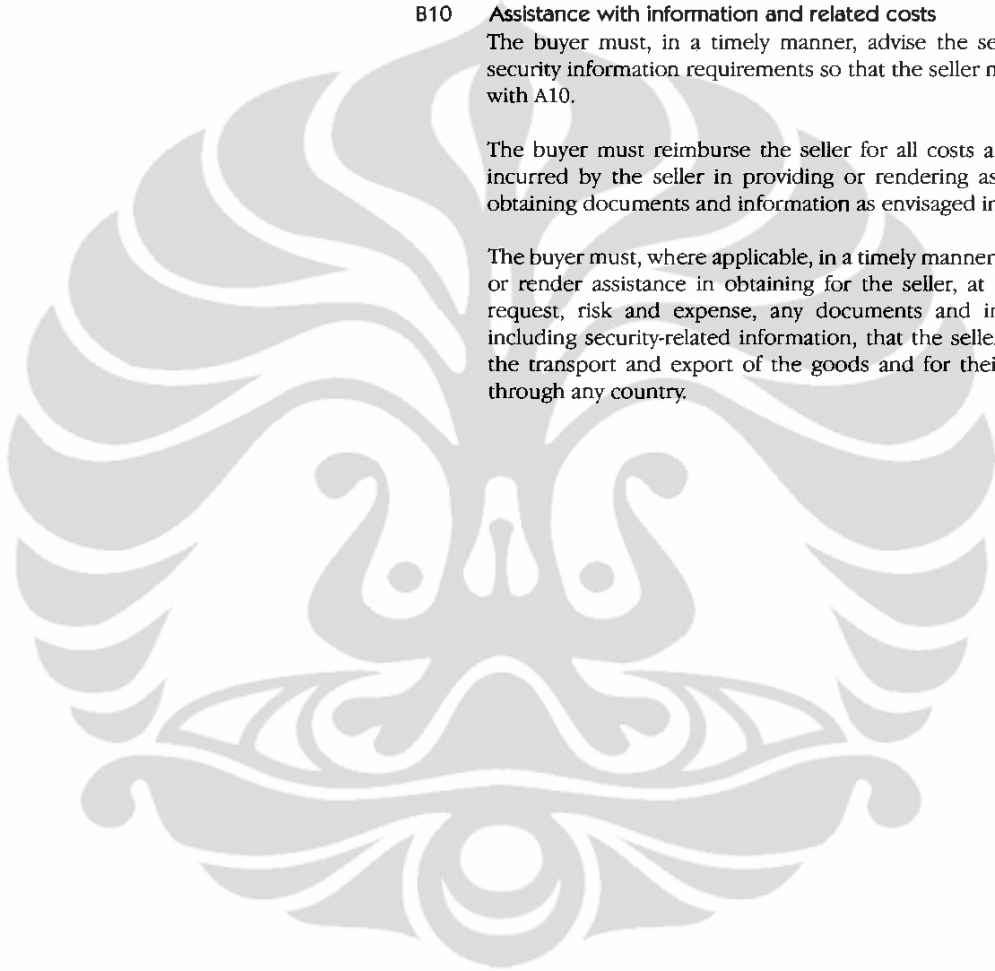 B10 Assistance with information and related costs
The buyer must, in a timely manner, advise the se
security information requirements so that the seller m
with A10.
The buyer must reimburse the seller for all costs a
incurred by the seller in providing or rendering as
obtaining documents and information as envisaged in
The buyer must, where applicable, in a timely manner
or render assistance in obtaining for the seller, at
request, risk and expense, any documents and in
including security-related information, that the selle
the transport and export of the goods and for their
through any country.